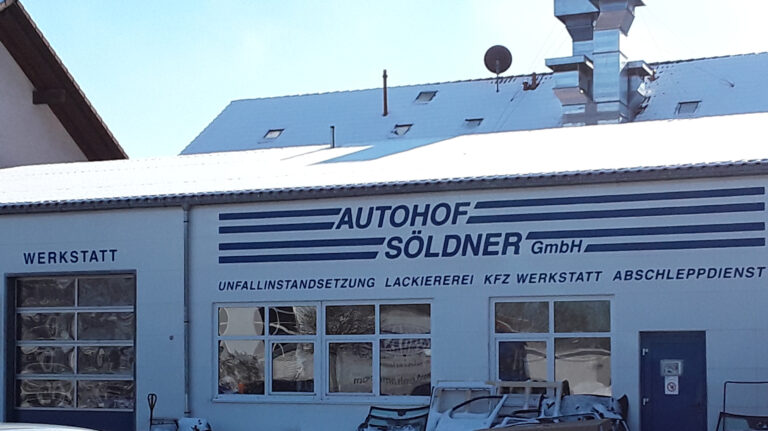 WERKSTATT
AUTOHOF
SÖLDNER GmbH
UNFALLINSTANDSETZUNG LACKIEREREI KFZ WERKSTATT ABSCHLEPPDIENST